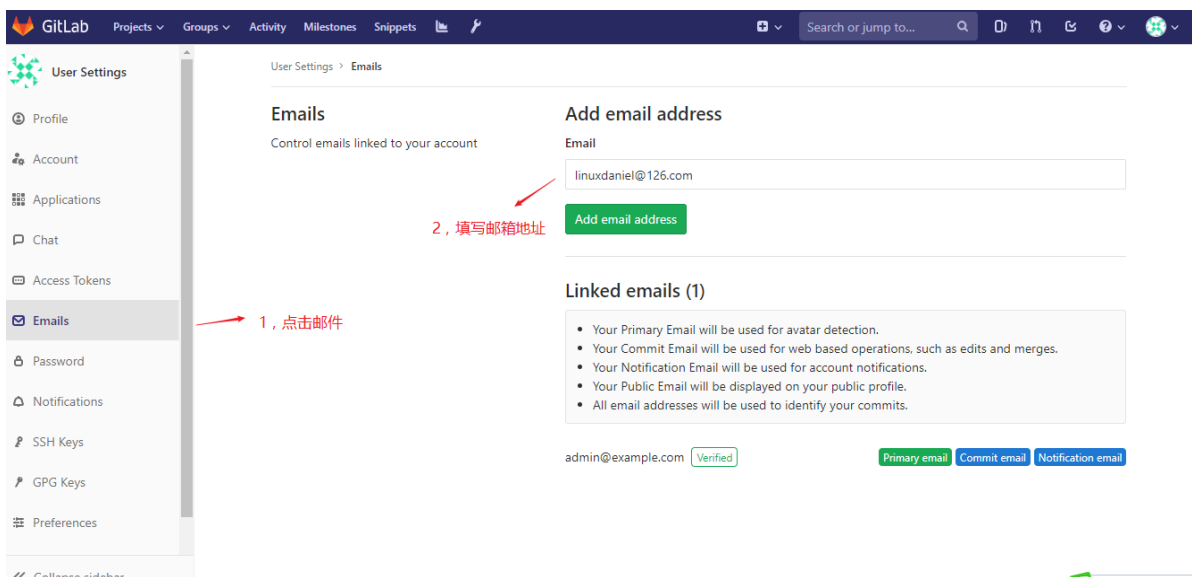 GitLab Projects Groups Activity Milestones Snippets Search or jump to...
User Settings
Profile
Account
Applications
Chat
Access Tokens
Emails
Password
Notifications
SSH Keys
GPG Keys
Preferences
Collapse sidebar
User Settings > Emails
Emails
Control emails linked to your account
Add email address
Email
linuxdaniel@126.com
Add email address
2，填写邮箱地址
1，点击邮件
Linked emails (1)
Your Primary Email will be used for avatar detection.
Your Commit Email will be used for web based operations, such as edits and merges.
Your Notification Email will be used for account notifications.
Your Public Email will be displayed on your public profile.
All email addresses will be used to identify your commits.
admin@example.com Verified Primary email Commit email Notification email